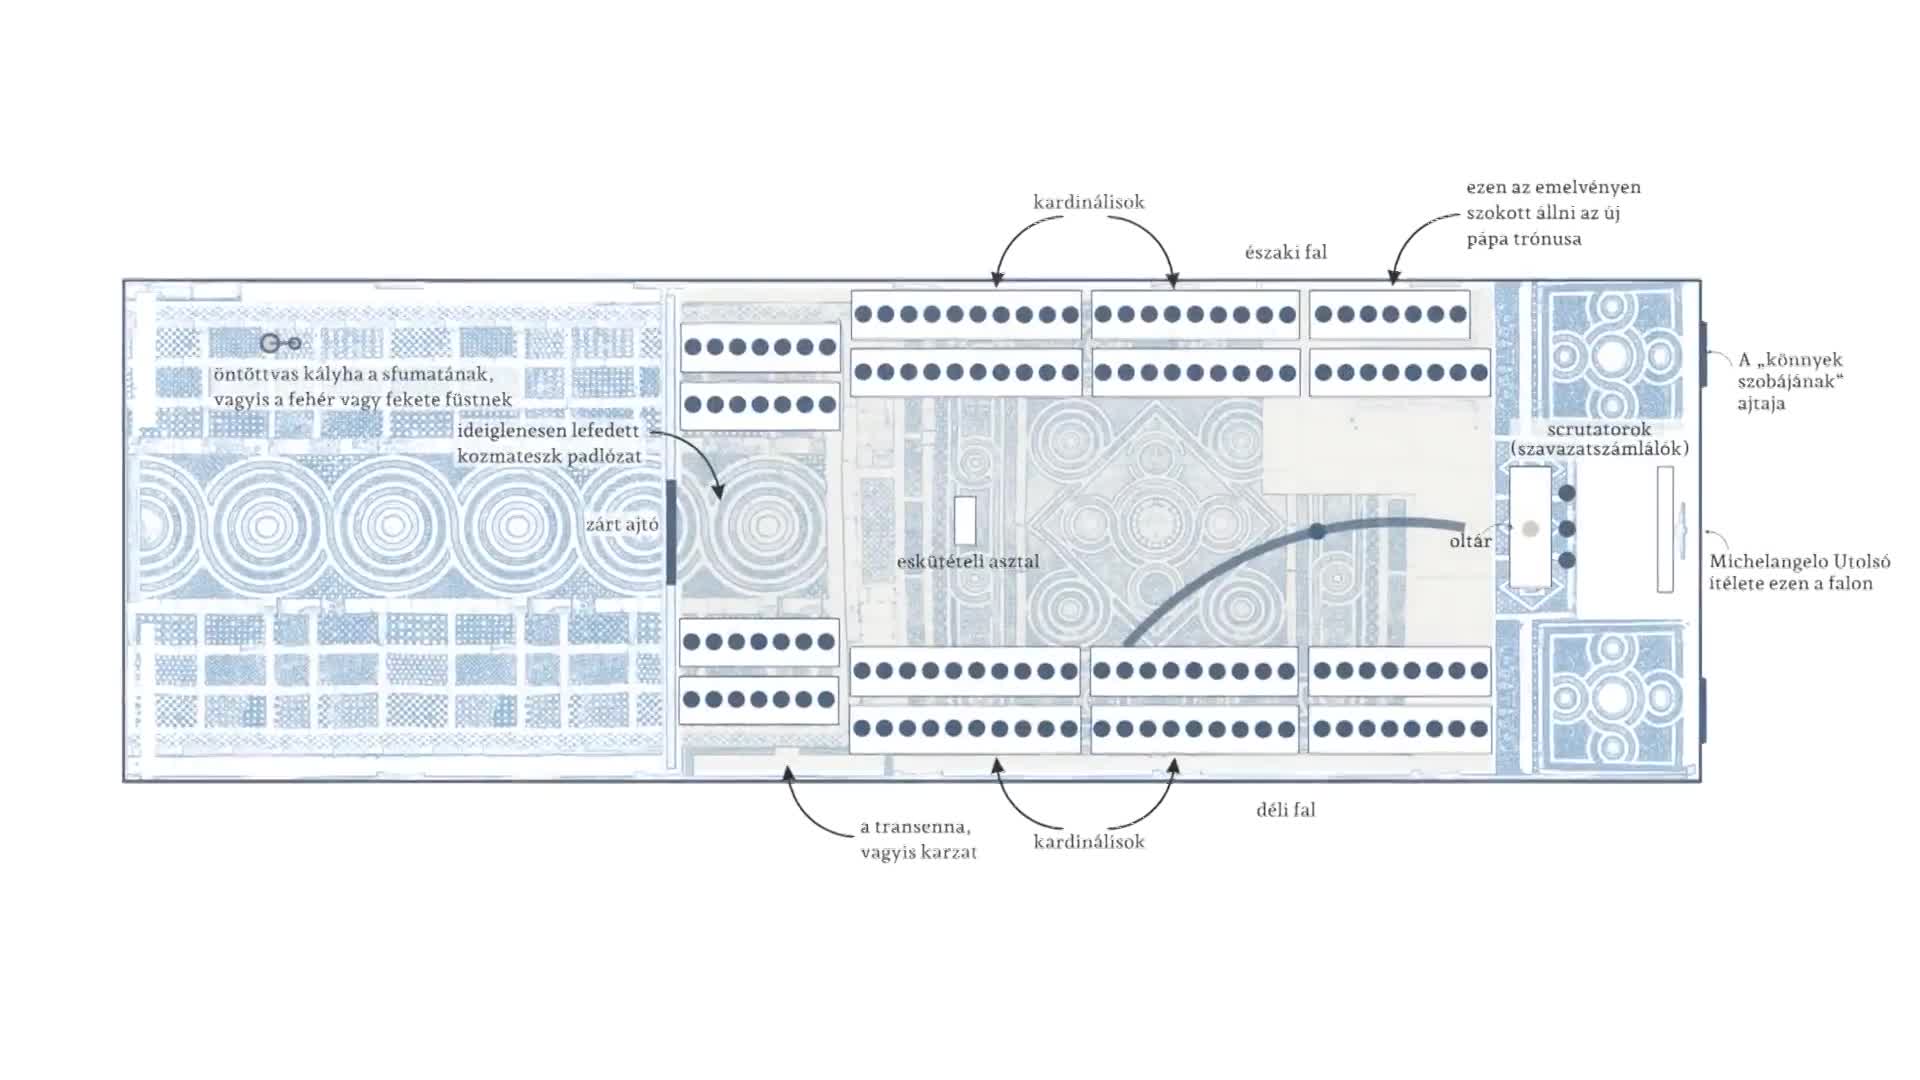 kardinálisok
ezen az emelvényen
szokott állni az új
pápa trónusa
északi fal
öntöttvas kályha a sfumatának,
vagyis a fehér vagy fekete füstnek
ideiglenesen lefedett
kozmateszk padlózat
zárt ajtó
eskütételi asztal
oltár
scrutatorok
(szavazatszámlálók)
A „könnyek
szobájának“
ajtaja
Michelangelo Utolsó
ítélete ezen a falon
a transenna,
vagyis karzat
kardinálisok
déli fal